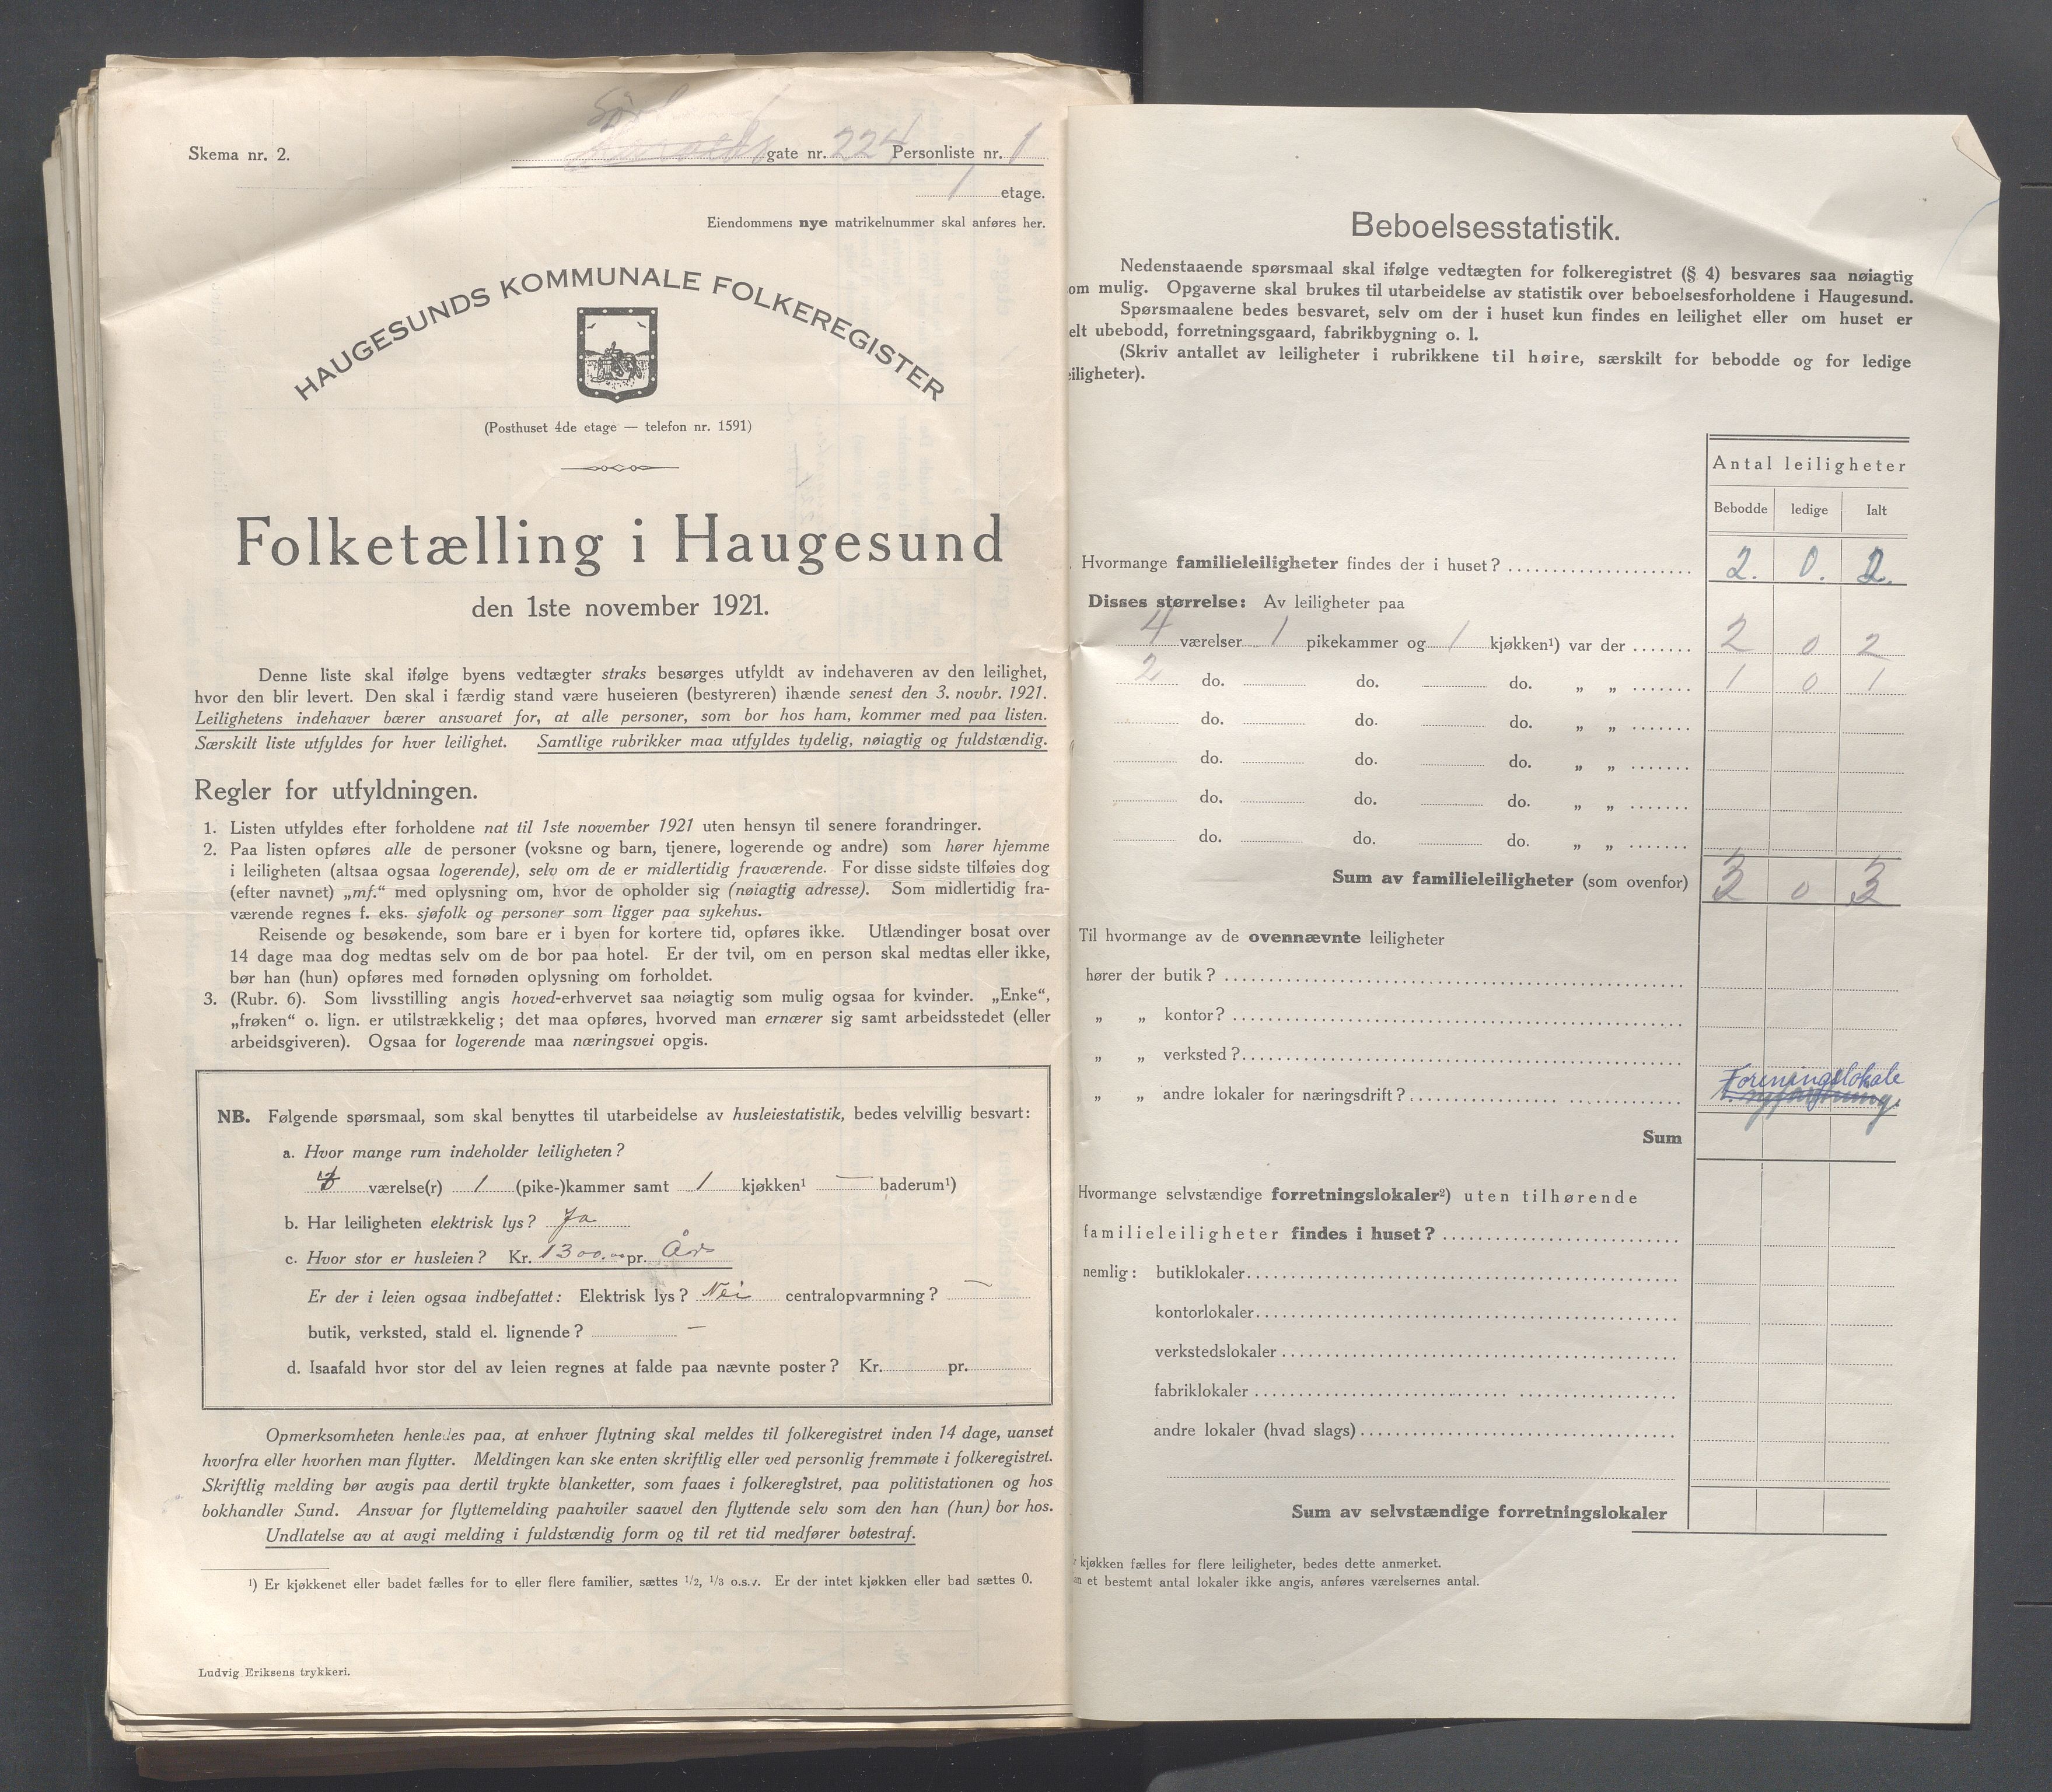 Skema nr. 2.
gate nr. 224 Personliste nr. 1
1 etage.
Eiendommens nye matrikelnummer skal anføres her.
HAUGESUNDS KOMMUNALE FOLKEREGISTER
(Posthuset 4de etage — telefon nr. 1591)
Folketælling i Haugesund
den 1ste november 1921.
Denne liste skal ifølge byens vedtægter straks besørges utfyldt av indehaveren av den leilighet,
hvor den blir levert. Den skal i færdig stand være huseieren (bestyreren) ihænde senest den 3. novbr. 1921.
Leilighetens indehaver bærer ansvaret for, at alle personer, som bor hos ham, kommer med paa listen.
Særskilt liste utfyldes for hver leilighet. Samtlige rubrikker maa utfyldes tydelig, nøiagtig og fuldstændig.
Regler for utfyldningen.
1. Listen utfyldes efter forholdene nat til 1ste november 1921 uten hensyn til senere forandringer.
2. Paa listen opføres alle de personer (voksne og barn, tjenere, logerende og andre) som hører hjemme
i leiligheten (altsaa ogsaa logerende), selv om de er midlertidig fraværende. For disse sidste tilføies dog
(efter navnet) „mf.“ med oplysning om, hvor de opholder sig (nøiagtig adresse). Som midlertidig fra-
værende regnes f. eks. sjøfolk og personer som ligger paa sykehus.
Reisende og besøkende, som bare er i byen for kortere tid, opføres ikke. Utlændinger bosat over
14 dage maa dog medtas selv om de bor paa hotel. Er der tvil, om en person skal medtas eller ikke,
bør han (hun) opføres med fornøden oplysning om forholdet.
3. (Rubr. 6). Som livsstilling angis hoved-erhvervet saa nøiagtig som mulig ogsaa for kvinder. „Enke“,
„frøken“ o. lign. er utilstrækkelig; det maa opføres, hvorved man ernærer sig samt arbeidsstedet (eller
arbeidsgiveren). Ogsaa for logerende maa næringsvei opgis.
NB. Følgende spørsmaal, som skal benyttes til utarbeidelse av husleiestatistik, bedes velvillig besvart:
a. Hvor mange rum indeholder leiligheten?
værelse(r) 1 (pike-)kammer samt 1 kjøkken¹ — baderum¹)
b. Har leiligheten elektrisk lys? Ja
c. Hvor stor er husleien? Kr. 1300.00 pr. År
Er der i leien ogsaa indbefattet: Elektrisk lys? Nei centralopvarmning? —
butik, verksted, stald el. lignende? —
d. Isaafald hvor stor del av leien regnes at falde paa nævnte poster? Kr. pr.
Opmerksomheten henledes paa, at enhver flytning skal meldes til folkeregistret inden 14 dage, uanset
hvorfra eller hvorhen man flytter. Meldingen kan ske enten skriftlig eller ved personlig fremmøte i folkeregistret.
Skriftlig melding bør avgis paa dertil trykte blanketter, som faaes i folkeregistret, paa politistationen og hos
bokhandler Sund. Ansvar for flyttemelding paahviler saavel den flyttende selv som den han (hun) bor hos.
Undlatelse av at avgi melding i fuldstændig form og til ret tid medfører bøtestraf.
¹) Er kjøkkenet eller badet fælles for to eller flere familier, sættes ¹/₂, ¹/₃ o.s.v. Er der intet kjøkken eller bad sættes 0.
Ludvig Eriksens trykkeri.
Beboelsesstatistik.
Nedenstaaende spørsmaal skal ifølge vedtægten for folkeregistret (§ 4) besvares saa nøiagtig
om mulig. Opgaverne skal brukes til utarbeidelse av statistik over beboelsesforholdene i Haugesund.
Spørsmaalene bedes besvaret, selv om der i huset kun findes en leilighet eller om huset er
elt ubebodd, forretningsgaard, fabrikbygning o. l.
(Skriv antallet av leiligheter i rubrikkene til høire, særskilt for bebodde og for ledige
eiligheter).
Antal leiligheter
Bebodde ledige Ialt
Hvormange familieleiligheter findes der i huset? 2. 0. 2.
Disses størrelse: Av leiligheter paa
4 værelser 1 pikekammer og 1 kjøkken¹) var der 2 0 2
2 do. do. do. „ „ 1 0 1
do. do. do. „ „
do. do. do. „ „
do. do. do. „ „
do. do. do. „ „
Sum av familieleiligheter (som ovenfor) 3 0 3
Til hvormange av de ovennævnte leiligheter
hører der butik?
„ „ kontor?
„ „ verksted?
„ „ andre lokaler for næringsdrift? Foreningslokale
Sum
Hvormange selvstændige forretningslokaler²) uten tilhørende
familieleiligheter findes i huset?
nemlig: butiklokaler
kontorlokaler
verkstedslokaler
fabriklokaler
andre lokaler (hvad slags)
Sum av selvstændige forretningslokaler
kjøkken fælles for flere leiligheter, bedes dette anmerket.
et bestemt antal lokaler ikke angis, anføres værelsernes antal.